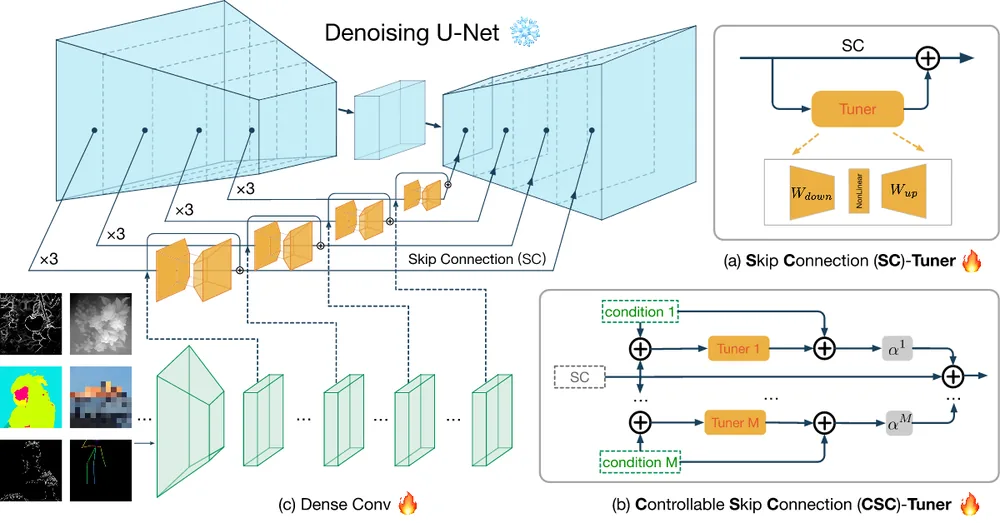 Denoising U-Net
×3
×3
×3
×3
Skip Connection (SC)
...
...
...
...
(c) Dense Conv
SC
Tuner
W_down
NonLinear
W_up
(a) Skip Connection (SC)-Tuner
condition 1
Tuner 1
α^1
SC
...
...
...
Tuner M
α^M
condition M
(b) Controllable Skip Connection (CSC)-Tuner